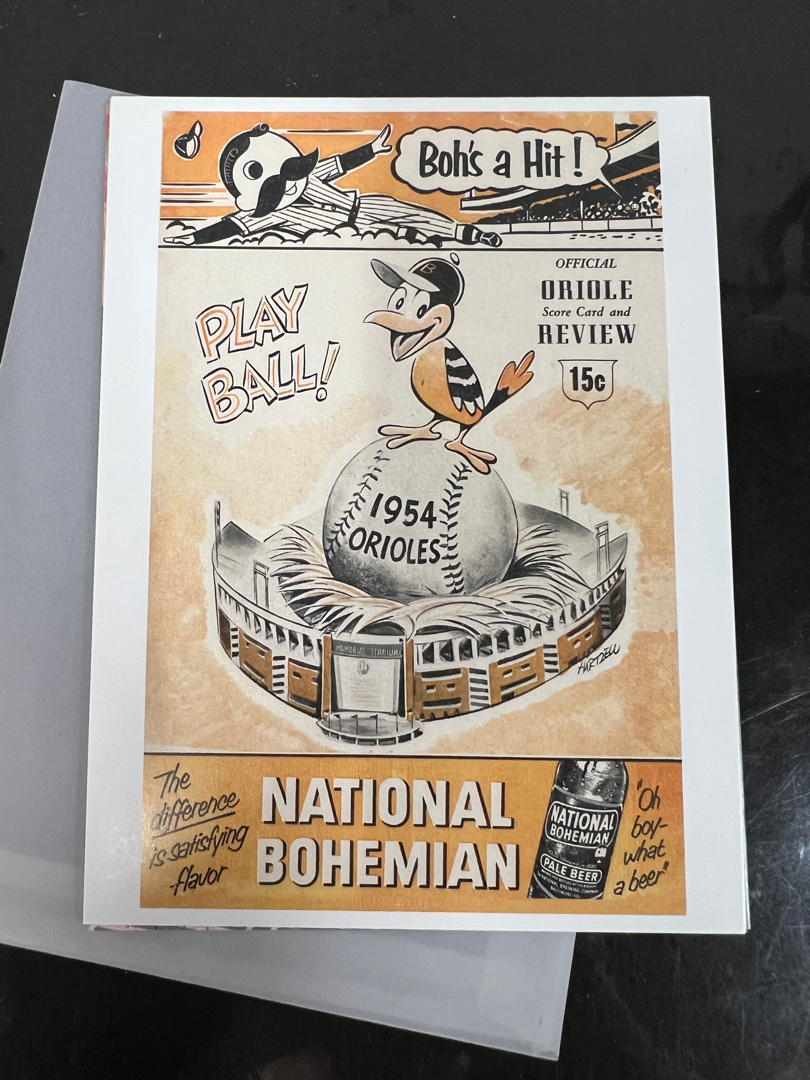 Boh's a Hit!
PLAY
BALL!
OFFICIAL
ORIOLE
Score Card and
REVIEW
15c
B
1954
ORIOLES
MEMORIAL STADIUM
HARTZELL
The
difference
is satisfying
flavor
NATIONAL
BOHEMIAN
NATIONAL
BOHEMIAN
PALE BEER
"Oh
boy-
what
a beer"